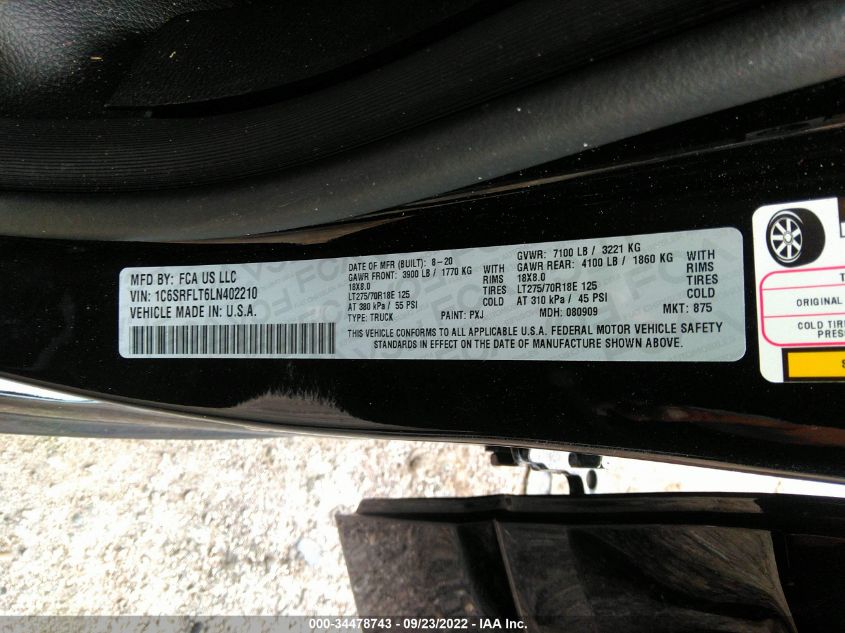 MFD BY: FCA US LLC
VIN: 1C6SRFLT6LN402210
VEHICLE MADE IN: U.S.A.
DATE OF MFR (BUILT): 8-20
GAWR FRONT: 3900 LB / 1770 KG
18X8.0
LT275/70R18E 125
AT 380 kPa / 55 PSI
TYPE: TRUCK
WITH
RIMS
TIRES
COLD
PAINT: PXJ
GVWR: 7100 LB / 3221 KG
GAWR REAR: 4100 LB / 1860 KG
18X8.0
LT275/70R18E 125
AT 310 kPa / 45 PSI
MDH: 080909
WITH
RIMS
TIRES
COLD
MKT: 875
THIS VEHICLE CONFORMS TO ALL APPLICABLE U.S.A. FEDERAL MOTOR VEHICLE SAFETY
STANDARDS IN EFFECT ON THE DATE OF MANUFACTURE SHOWN ABOVE.
ORIGINAL
COLD
000-34478743 - 09/23/2022 - IAA Inc.